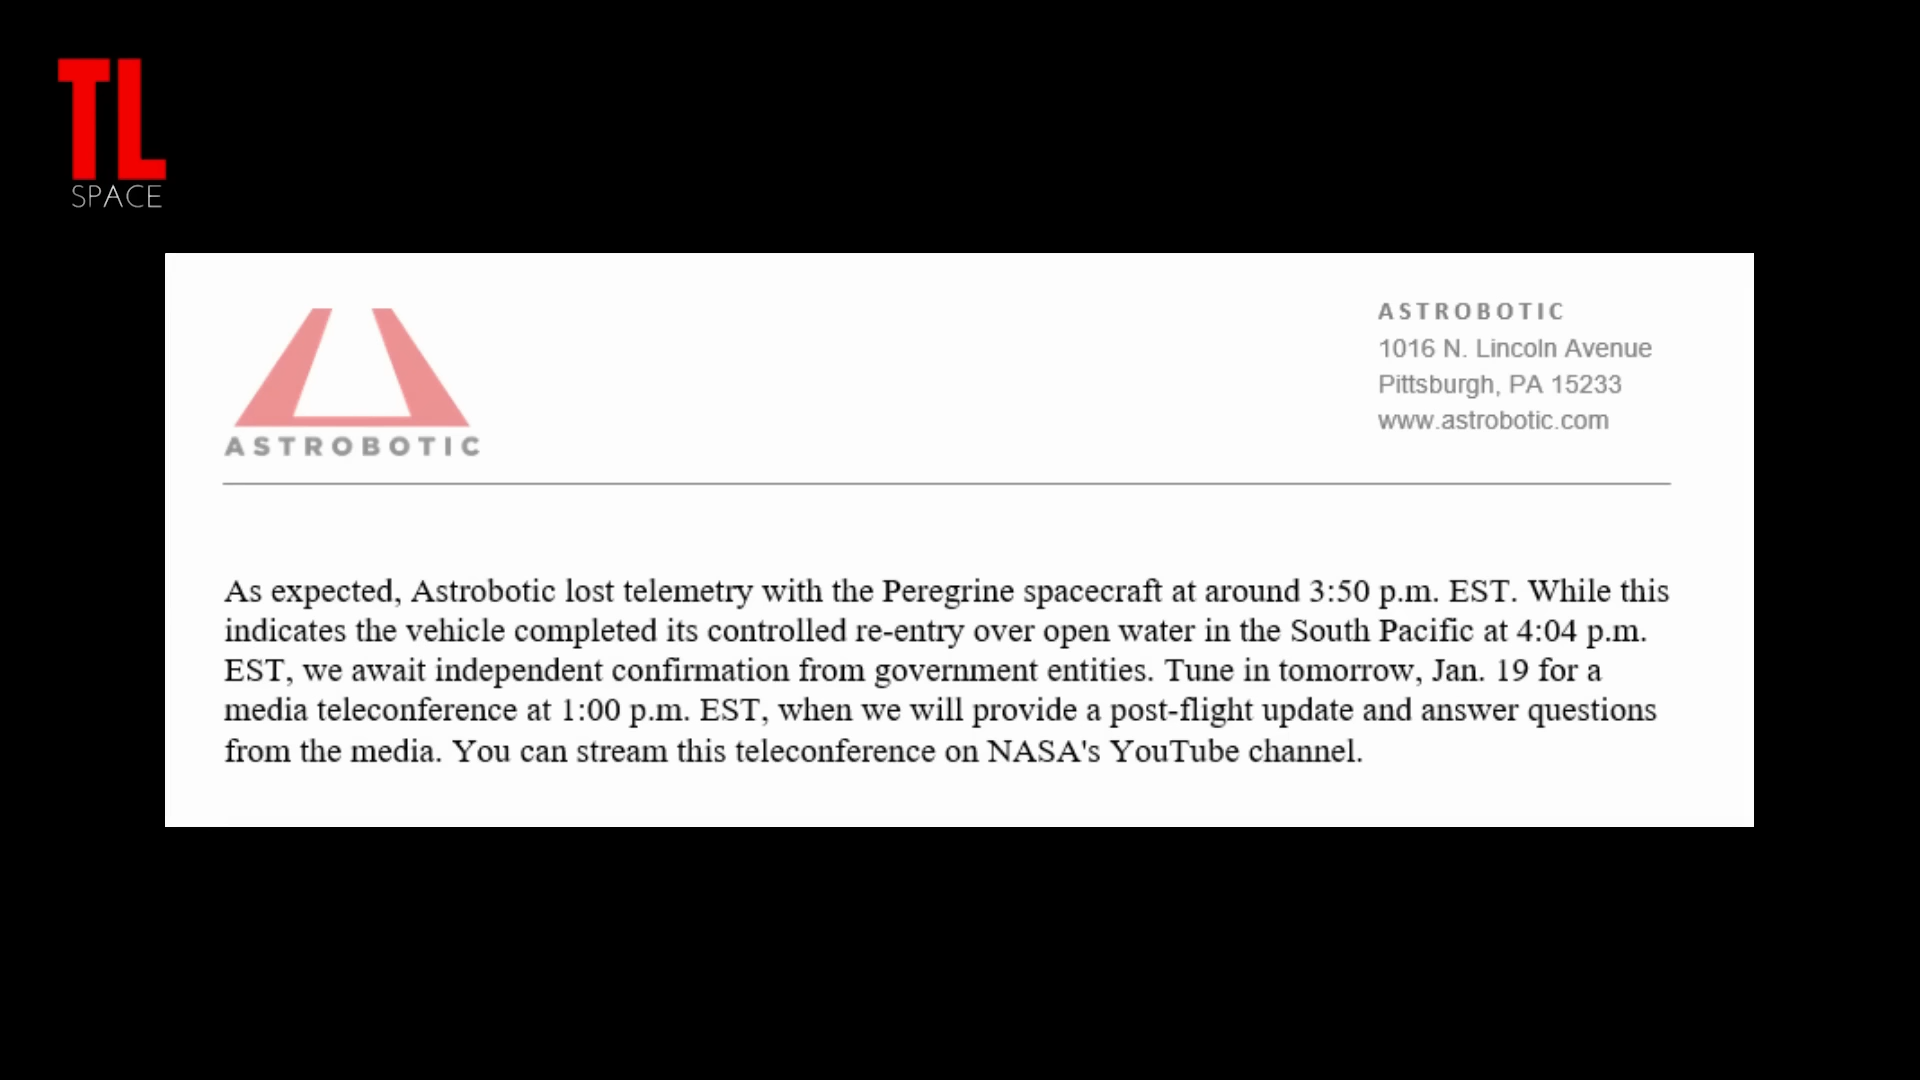 TL
SPACE
ASTROBOTIC
ASTROBOTIC
1016 N. Lincoln Avenue
Pittsburgh, PA 15233
www.astrobotic.com
As expected, Astrobotic lost telemetry with the Peregrine spacecraft at around 3:50 p.m. EST. While this
indicates the vehicle completed its controlled re-entry over open water in the South Pacific at 4:04 p.m.
EST, we await independent confirmation from government entities. Tune in tomorrow, Jan. 19 for a
media teleconference at 1:00 p.m. EST, when we will provide a post-flight update and answer questions
from the media. You can stream this teleconference on NASA's YouTube channel.